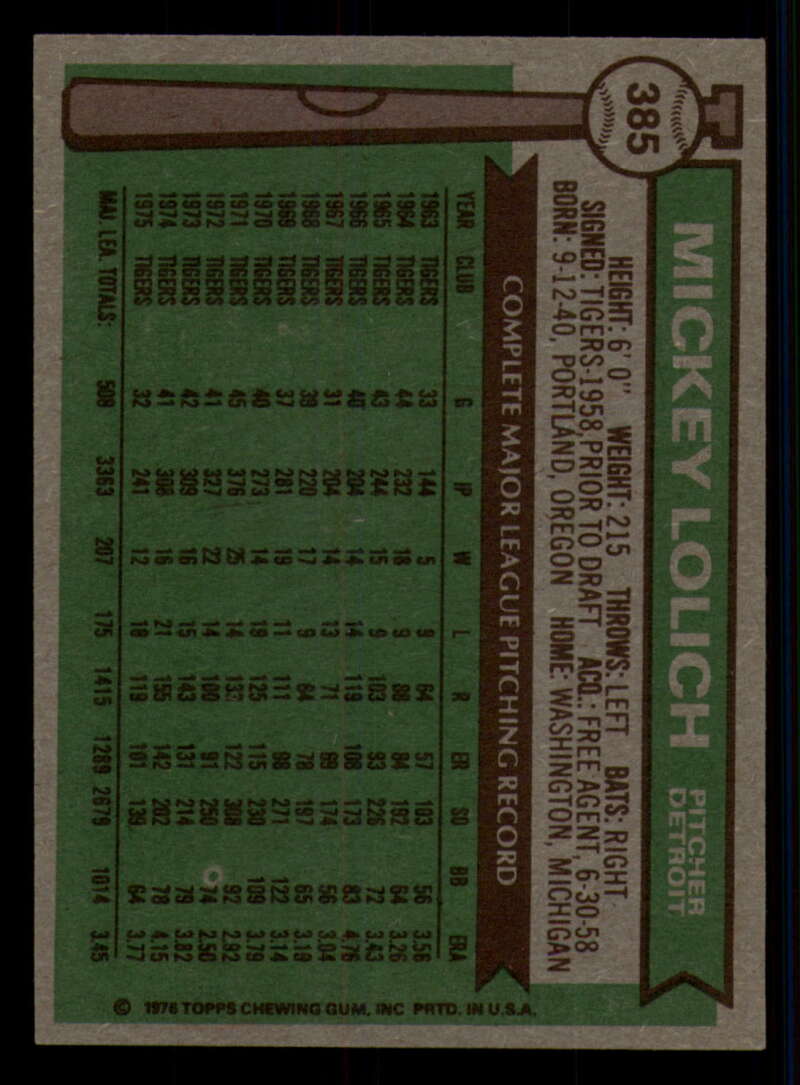 385
MICKEY LOLICH PITCHER
DETROIT
HEIGHT: 6' 0" WEIGHT: 215 THROWS: LEFT BATS: RIGHT
SIGNED: TIGERS-1958, PRIOR TO DRAFT ACQ.: FREE AGENT, 6-30-58
BORN: 9-12-40, PORTLAND, OREGON HOME: WASHINGTON, MICHIGAN
COMPLETE MAJOR LEAGUE PITCHING RECORD
YEAR CLUB G IP W L R ER SO BB ERA
1963 TIGERS 33 144 5 9 64 57 103 56 3.56
1964 TIGERS 44 232 18 9 88 84 192 64 3.26
1965 TIGERS 43 244 15 9 103 93 226 72 3.43
1966 TIGERS 40 204 14 14 119 108 173 83 4.76
1967 TIGERS 31 204 14 13 71 69 174 56 3.04
1968 TIGERS 39 220 17 9 84 78 197 65 3.19
1969 TIGERS 37 281 19 11 111 98 271 122 3.14
1970 TIGERS 40 273 14 19 125 115 230 109 3.79
1971 TIGERS 45 376 25 14 133 122 308 92 2.92
1972 TIGERS 41 327 22 14 100 91 250 74 2.50
1973 TIGERS 42 309 16 15 143 131 214 79 3.82
1974 TIGERS 41 308 16 21 155 142 202 78 4.15
1975 TIGERS 32 241 12 18 119 101 139 64 3.77
MAJ. LEA. TOTALS: 508 3363 207 175 1415 1289 2679 1014 3.45
© 1976 TOPPS CHEWING GUM, INC PRTD. IN U.S.A.